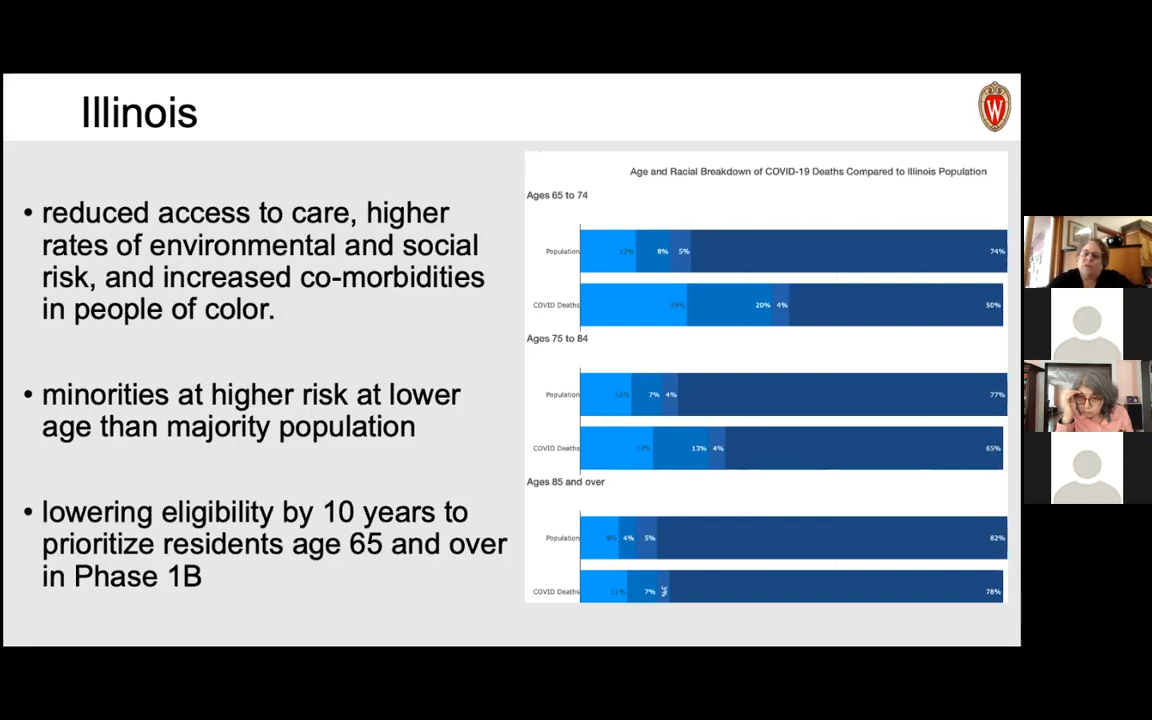 Illinois
W
• reduced access to care, higher
rates of environmental and social
risk, and increased co-morbidities
in people of color.
• minorities at higher risk at lower
age than majority population
• lowering eligibility by 10 years to
prioritize residents age 65 and over
in Phase 1B
Age and Racial Breakdown of COVID-19 Deaths Compared to Illinois Population
Ages 65 to 74
Population 8% 5% 74%
COVID Deaths 20% 4% 50%
Ages 75 to 84
Population 7% 4% 77%
COVID Deaths 13% 4% 65%
Ages 85 and over
Population 9% 4% 5% 82%
COVID Deaths 11% 7% 3% 78%